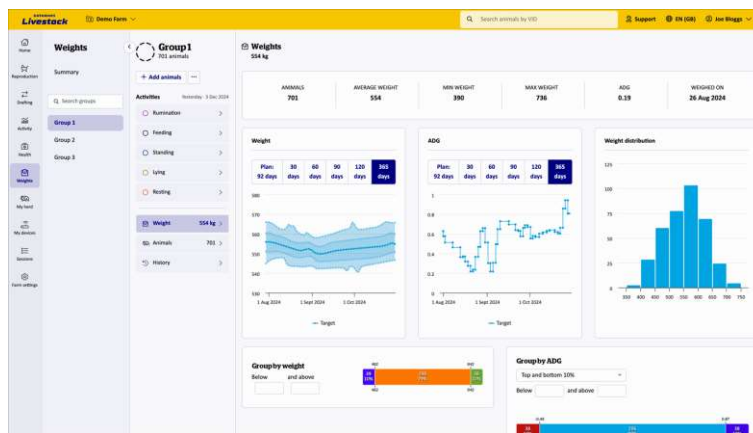 Livestock
Demo Farm
Search animals by VID
Support
EN (GB)
Joe Bloggs
Home
Reproduction
Drafting
Activity
Health
Weights
My herd
My devices
Sessions
Farm settings
Weights
Summary
Search groups
Group 1
Group 2
Group 3
Group 1
701 animals
+ Add animals
Activities
Yesterday - 3 Dec 2024
Rumination
Feeding
Standing
Lying
Resting
Weight 554 kg
Animals 701
History
Weights
554 kg
ANIMALS
701
AVERAGE WEIGHT
554
MIN WEIGHT
390
MAX WEIGHT
736
ADG
0.19
WEIGHED ON
26 Aug 2024
Weight
Plan: 92 days
30 days
60 days
90 days
120 days
365 days
580
570
560
550
540
530
1 Aug 2024
1 Sept 2024
1 Oct 2024
Target
ADG
Plan: 92 days
30 days
60 days
90 days
120 days
365 days
1
0.8
0.6
0.4
0.2
0
1 Aug 2024
1 Sept 2024
1 Oct 2024
Target
Weight distribution
125
100
75
50
25
0
350 400 450 500 550 600 650 700 750
Group by weight
Below
and above
Group by ADG
Top and bottom 10%
Below
and above